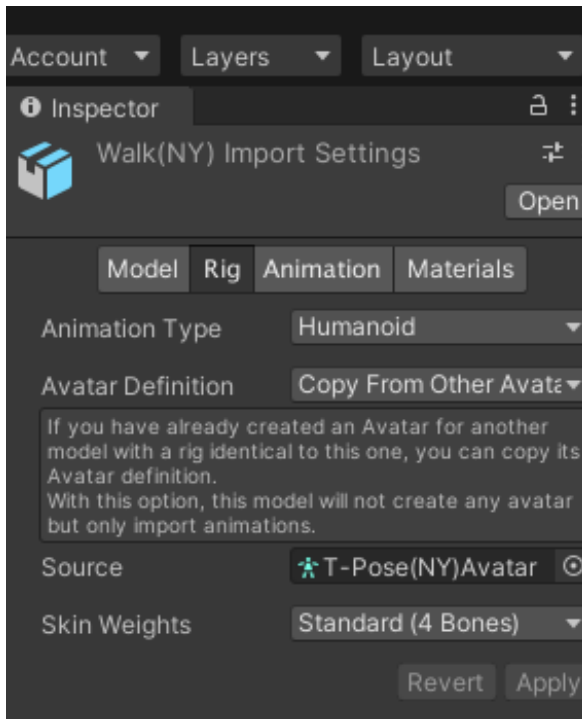 Account Layers Layout
Inspector
Walk(NY) Import Settings
Open
Model Rig Animation Materials
Animation Type Humanoid
Avatar Definition Copy From Other Avata
If you have already created an Avatar for another
model with a rig identical to this one, you can copy its
Avatar definition.
With this option, this model will not create any avatar
but only import animations.
Source T-Pose(NY)Avatar
Skin Weights Standard (4 Bones)
Revert Apply